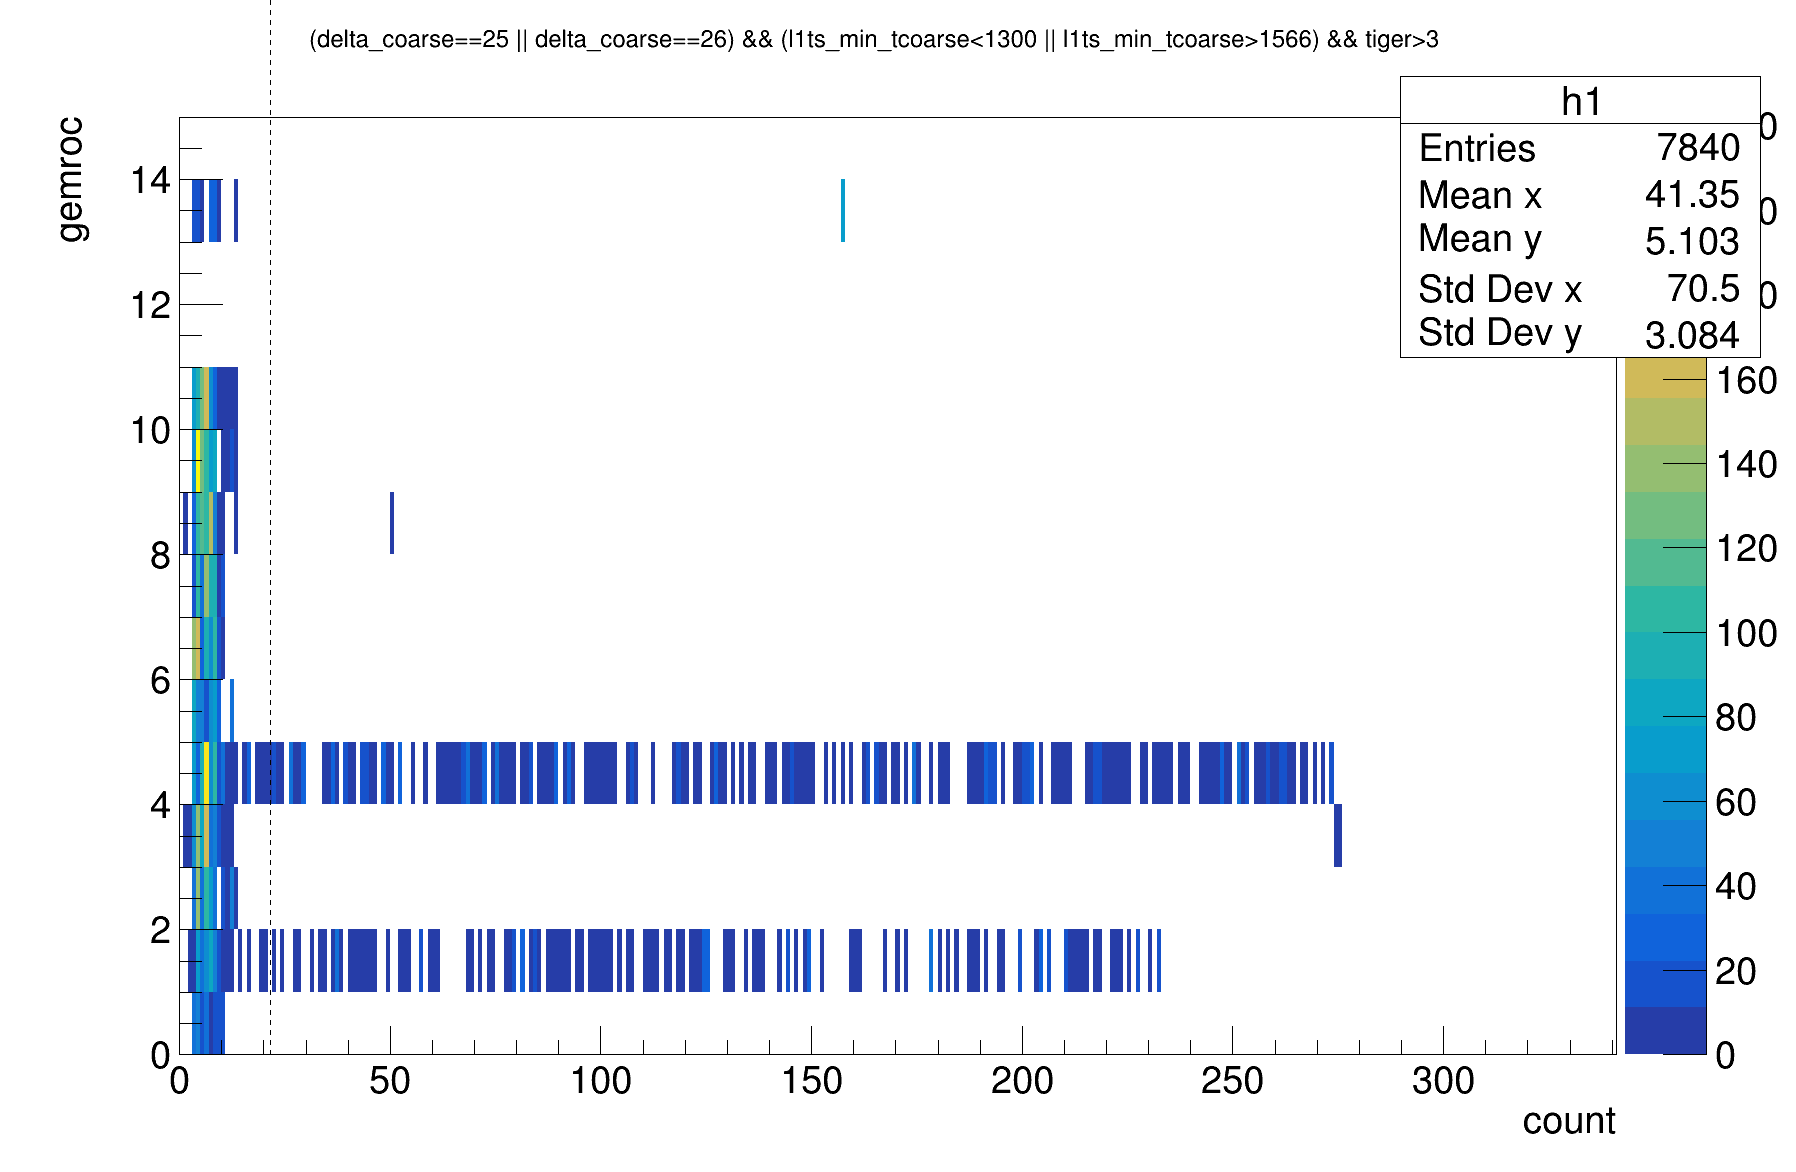 (delta_coarse==25 || delta_coarse==26) && (l1ts_min_tcoarse<1300 || l1ts_min_tcoarse>1566) && tiger>3
h1
Entries 7840
Mean x 41.35
Mean y 5.103
Std Dev x 70.5
Std Dev y 3.084
gemroc
14
12
10
8
6
4
2
0
0 50 100 150 200 250 300
count
160
140
120
100
80
60
40
20
0